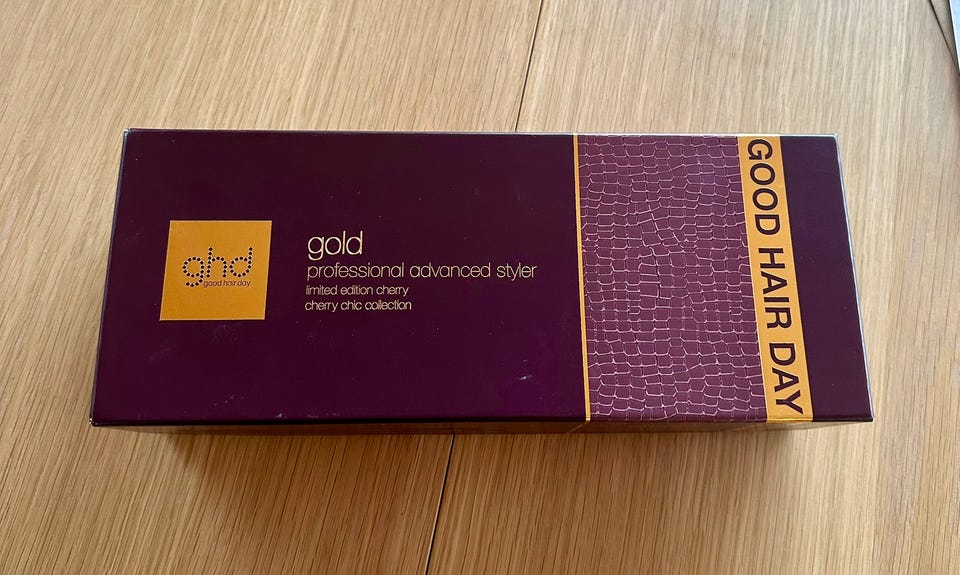 ghd
good hair day
gold
professional advanced styler
limited edition cherry
cherry chic collection
GOOD HAIR DAY